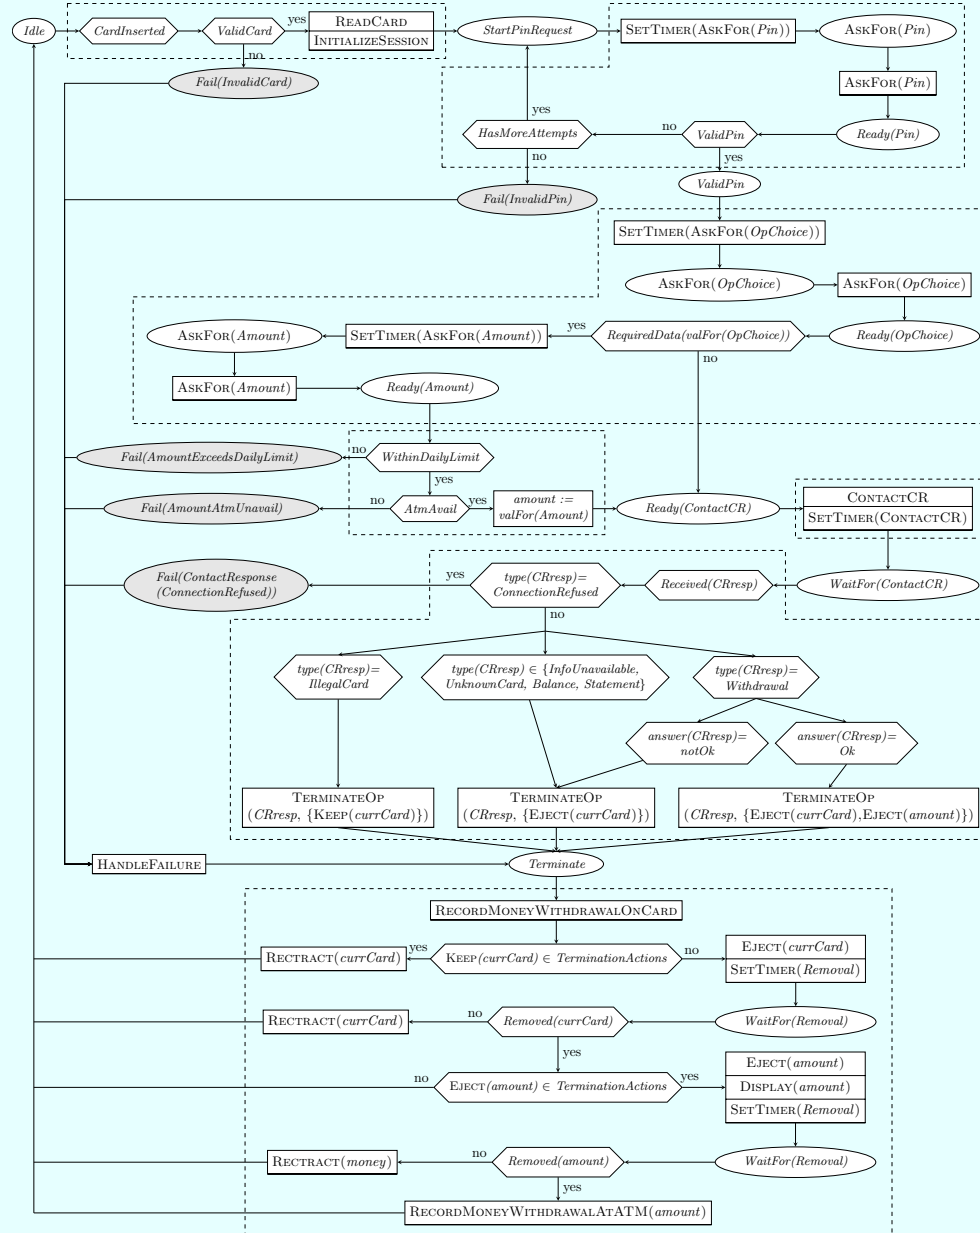 Idle
CardInserted
ValidCard
yes
READCARD
INITIALIZESESSION
StartPinRequest
SETTIMER(ASKFOR(Pin))
ASKFOR(Pin)
no
Fail(InvalidCard)
ASKFOR(Pin)
yes
HasMoreAttempts
no
ValidPin
Ready(Pin)
no
yes
Fail(InvalidPin)
ValidPin
SETTIMER(ASKFOR(OpChoice))
ASKFOR(OpChoice)
ASKFOR(OpChoice)
ASKFOR(Amount)
SETTIMER(ASKFOR(Amount))
yes
RequiredData(valFor(OpChoice))
Ready(OpChoice)
no
ASKFOR(Amount)
Ready(Amount)
Fail(AmountExceedsDailyLimit)
no
WithinDailyLimit
yes
Fail(AmountAtmUnavail)
no
AtmAvail
yes
amount :=
valFor(Amount)
Ready(ContactCR)
CONTACTCR
SETTIMER(CONTACTCR)
Fail(ContactResponse
(ConnectionRefused))
yes
type(CRresp)=
ConnectionRefused
Received(CRresp)
WaitFor(ContactCR)
no
type(CRresp)=
IllegalCard
type(CRresp) ∈ {InfoUnavailable,
UnknownCard, Balance, Statement}
type(CRresp)=
Withdrawal
answer(CRresp)=
notOk
answer(CRresp)=
Ok
TERMINATEOP
(CRresp, {KEEP(currCard)})
TERMINATEOP
(CRresp, {EJECT(currCard)})
TERMINATEOP
(CRresp, {EJECT(currCard),EJECT(amount)})
HANDLEFAILURE
Terminate
RECORDMONEYWITHDRAWALONCARD
RECTRACT(currCard)
yes
KEEP(currCard) ∈ TerminationActions
no
EJECT(currCard)
SETTIMER(Removal)
RECTRACT(currCard)
no
Removed(currCard)
WaitFor(Removal)
yes
no
EJECT(amount) ∈ TerminationActions
yes
EJECT(amount)
DISPLAY(amount)
SETTIMER(Removal)
RECTRACT(money)
no
Removed(amount)
WaitFor(Removal)
yes
RECORDMONEYWITHDRAWALATATM(amount)